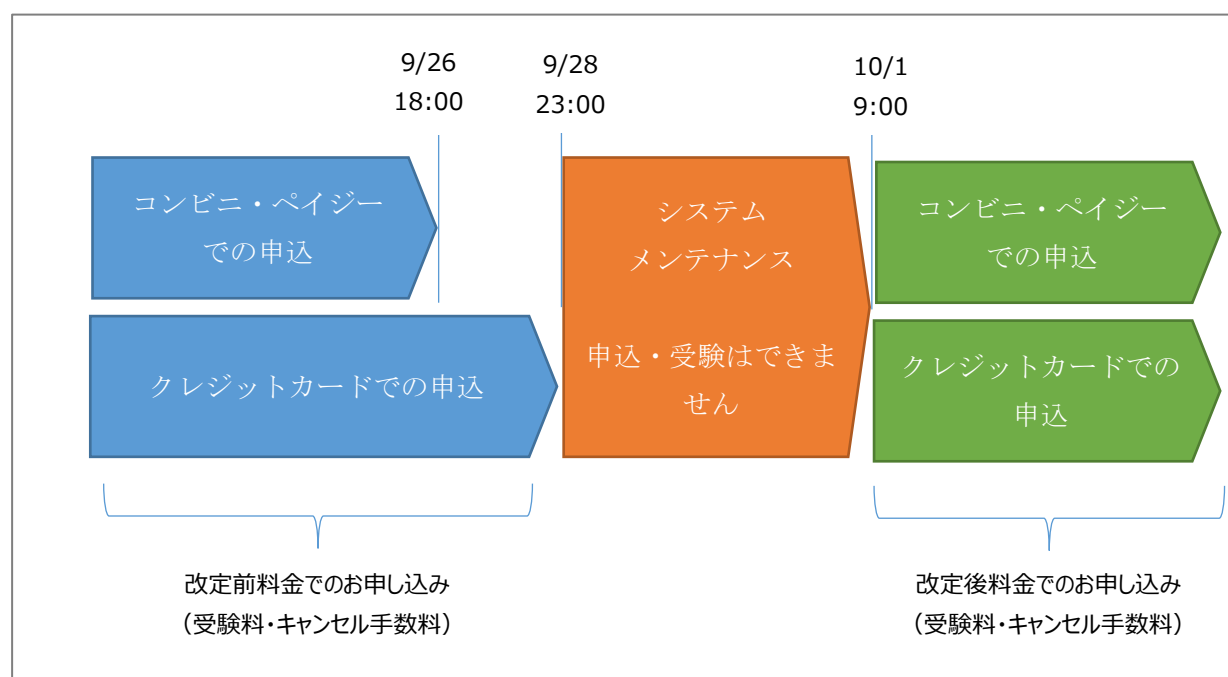 9/26
18:00
9/28
23:00
10/1
9:00
コンビニ・ペイジー
での申込
クレジットカードでの申込
システム
メンテナンス
申込・受験はできま
せん
コンビニ・ペイジー
での申込
クレジットカードでの
申込
改定前料金でのお申し込み
（受験料・キャンセル手数料）
改定後料金でのお申し込み
（受験料・キャンセル手数料）